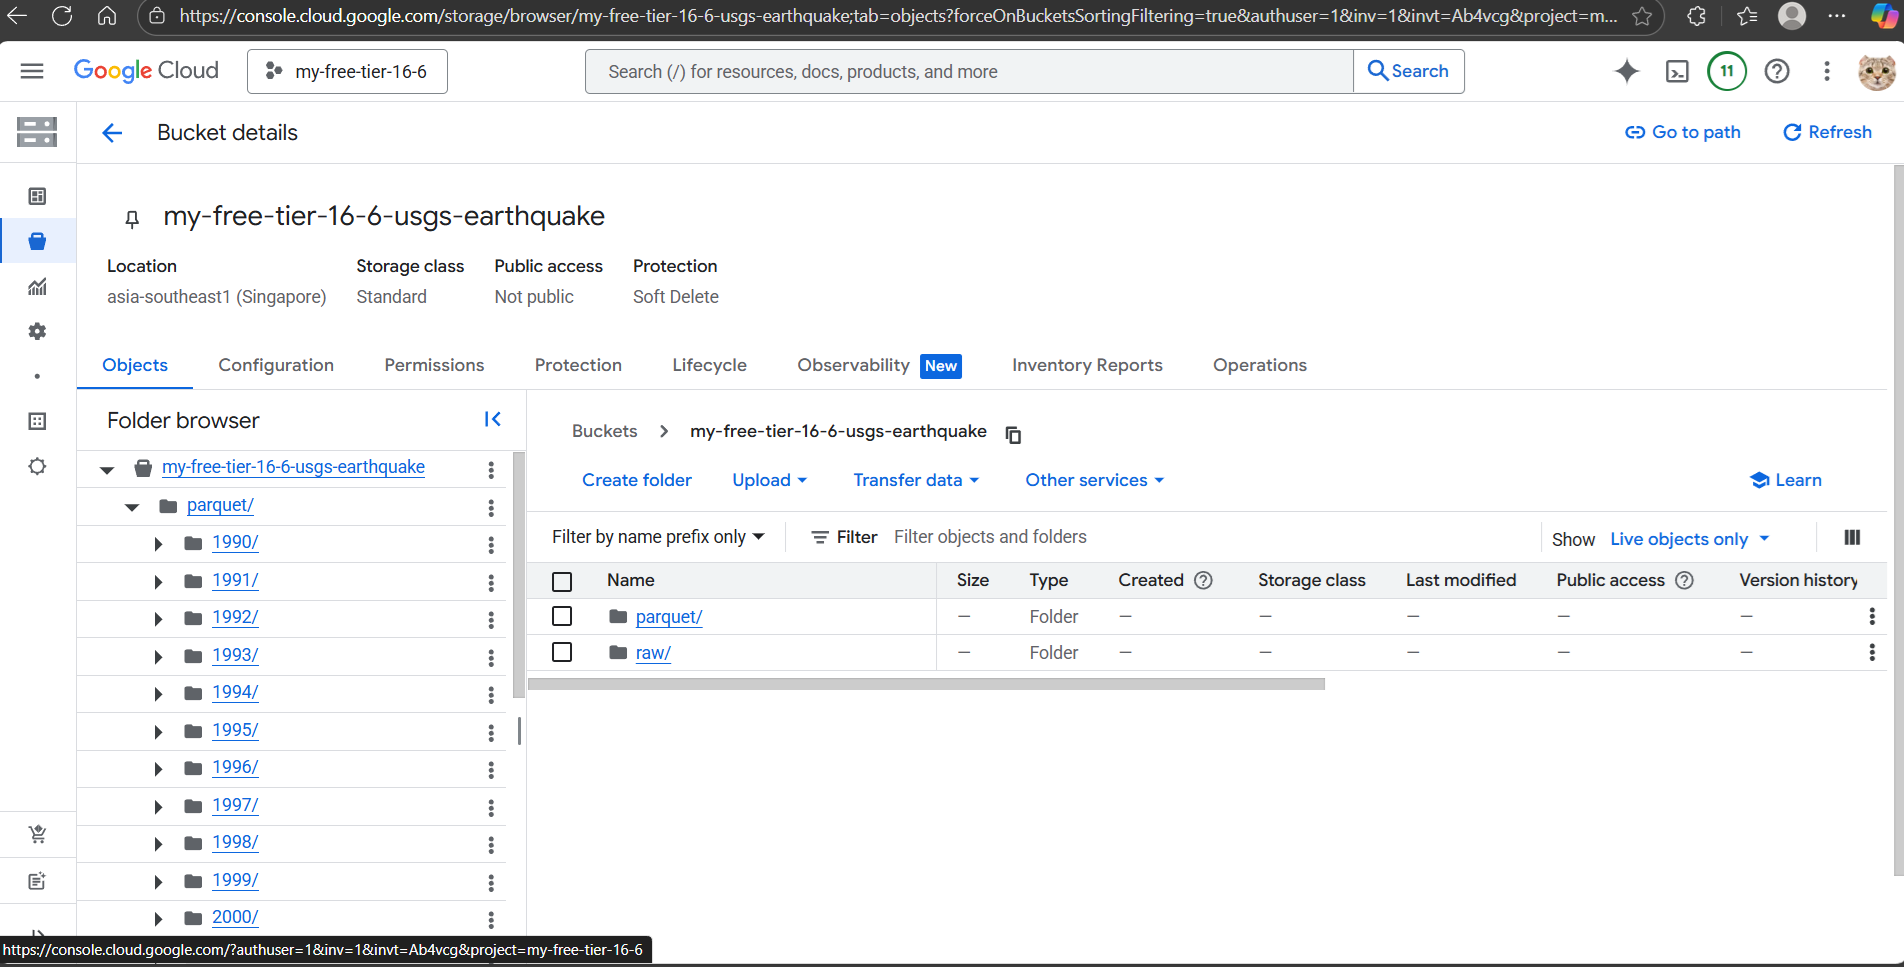 https://console.cloud.google.com/storage/browser/my-free-tier-16-6-usgs-earthquake;tab=objects?forceOnBucketsSortingFiltering=true&authuser=1&inv=1&invt=Ab4vcg&project=m...
Google Cloud
my-free-tier-16-6
Search (/) for resources, docs, products, and more
Search
11
Bucket details
Go to path
Refresh
my-free-tier-16-6-usgs-earthquake
Location Storage class Public access Protection
asia-southeast1 (Singapore) Standard Not public Soft Delete
Objects Configuration Permissions Protection Lifecycle Observability New Inventory Reports Operations
Folder browser
my-free-tier-16-6-usgs-earthquake
parquet/
1990/
1991/
1992/
1993/
1994/
1995/
1996/
1997/
1998/
1999/
2000/
Buckets > my-free-tier-16-6-usgs-earthquake
Create folder Upload Transfer data Other services Learn
Filter by name prefix only Filter Filter objects and folders Show Live objects only
Name Size Type Created Storage class Last modified Public access Version history
parquet/ — Folder — — — — —
raw/ — Folder — — — — —
https://console.cloud.google.com/?authuser=1&inv=1&invt=Ab4vcg&project=my-free-tier-16-6